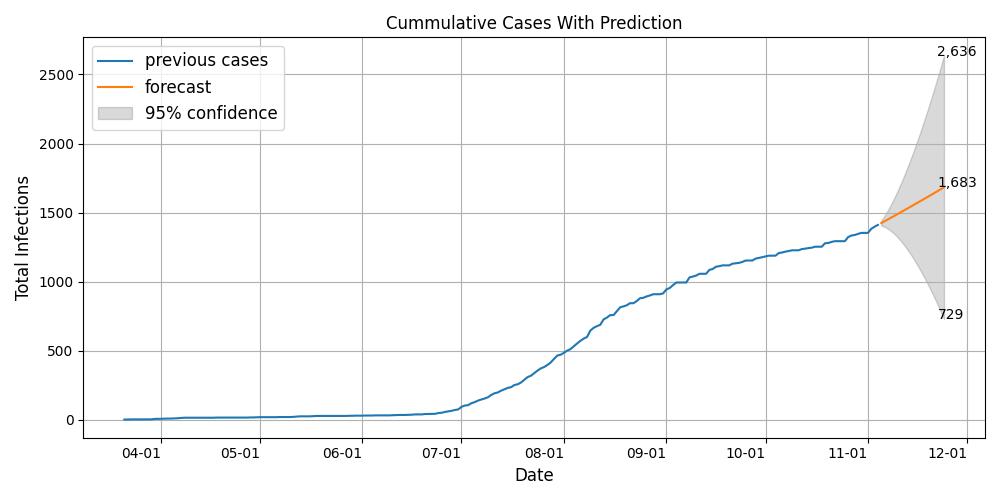 Cummulative Cases With Prediction
previous cases
forecast
95% confidence
2,636
1,683
729
Total Infections
2500
2000
1500
1000
500
0
04-01 05-01 06-01 07-01 08-01 09-01 10-01 11-01 12-01
Date